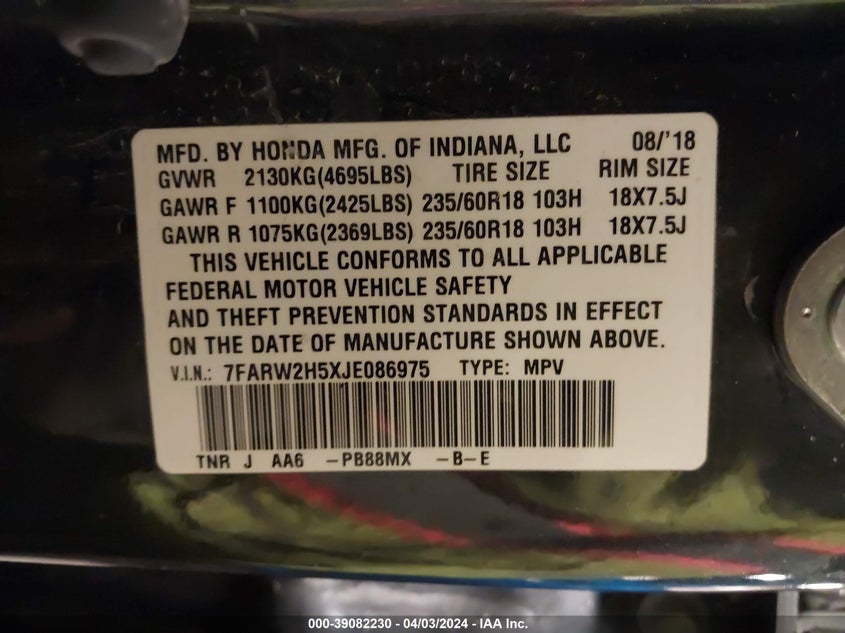 MFD. BY HONDA MFG. OF INDIANA, LLC 08/'18
GVWR 2130KG(4695LBS) TIRE SIZE RIM SIZE
GAWR F 1100KG(2425LBS) 235/60R18 103H 18X7.5J
GAWR R 1075KG(2369LBS) 235/60R18 103H 18X7.5J
THIS VEHICLE CONFORMS TO ALL APPLICABLE
FEDERAL MOTOR VEHICLE SAFETY
AND THEFT PREVENTION STANDARDS IN EFFECT
ON THE DATE OF MANUFACTURE SHOWN ABOVE.
V.I.N.: 7FARW2H5XJE086975 TYPE: MPV
TNR J AA6 -PB88MX -B-E
000-39082230 - 04/03/2024 - IAA Inc.